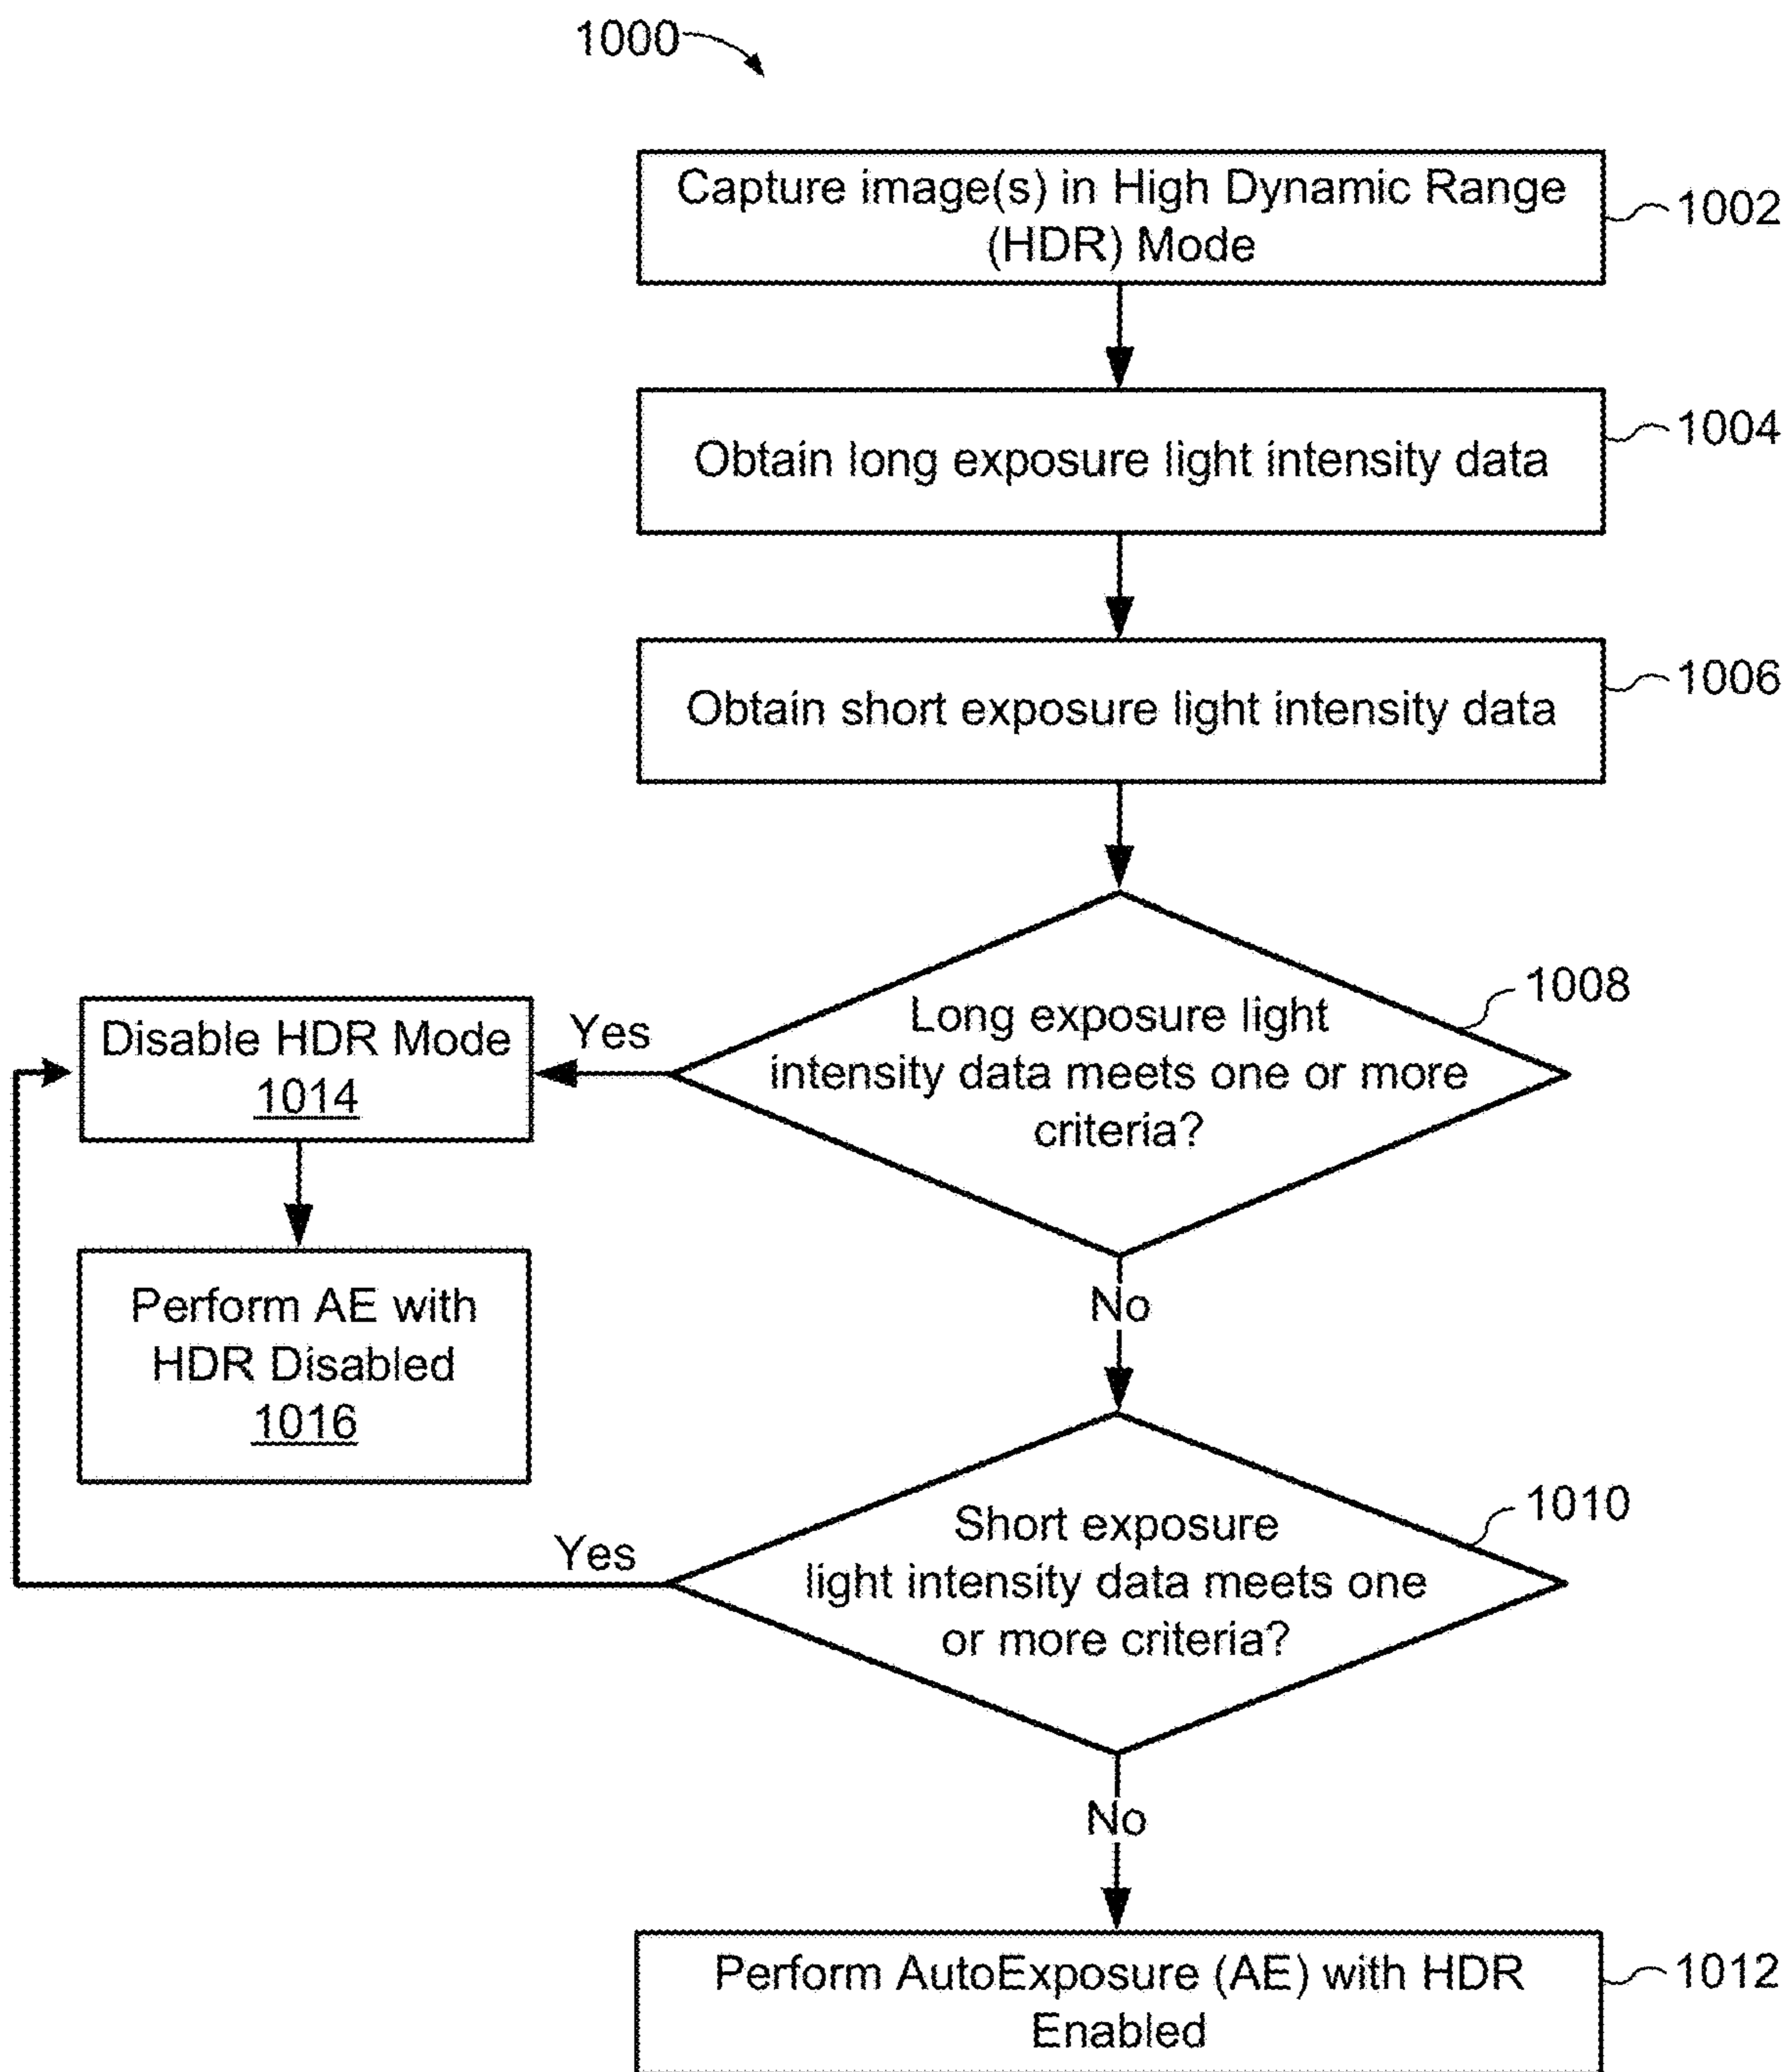 1000
Capture image(s) in High Dynamic Range
(HDR) Mode
1002
Obtain long exposure light intensity data
1004
Obtain short exposure light intensity data
1006
Long exposure light
intensity data meets one or more
criteria?
1008
Yes
Disable HDR Mode
1014
Perform AE with
HDR Disabled
1016
No
Short exposure
light intensity data meets one
or more criteria?
1010
Yes
No
Perform AutoExposure (AE) with HDR
Enabled
1012